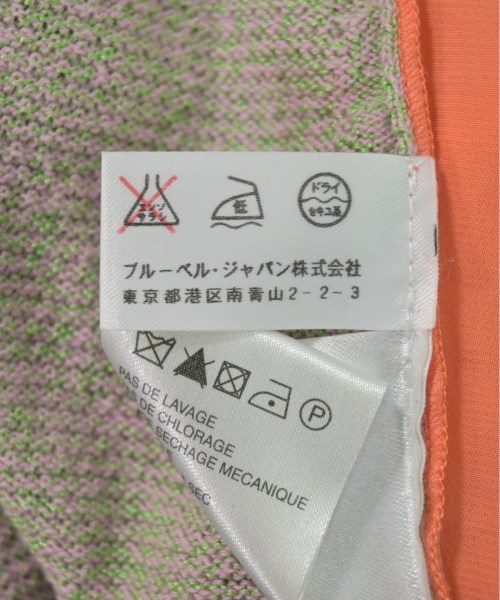 エンソ
サラシ
低
ドライ
セキユ系
ブルーベル・ジャパン株式会社
東京都港区南青山2-2-3
P
PAS DE LAVAGE
DE CHLORAGE
SECHAGE MECANIQUE
SEC